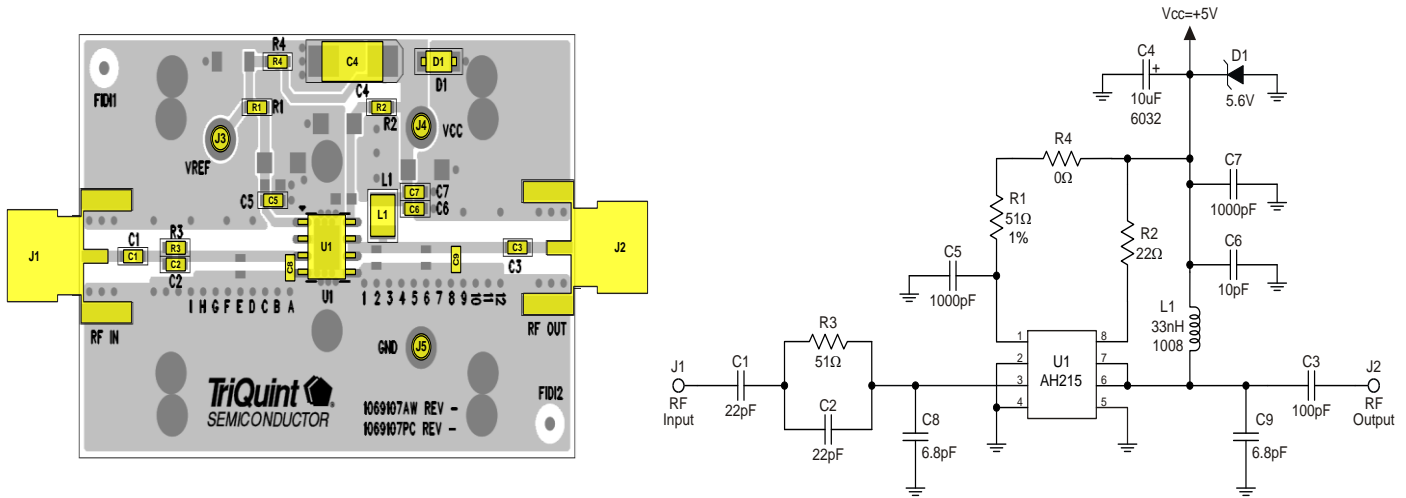 R4
R4
C4
C4
D1
D1
FIDI1
R1
R1
R2
R2
J3
J4
VCC
VREF
L1
L1
C7
C7
C6
C6
C5
C5
J1
C1
C1
R3
R3
C2
C2
C8
U1
U1
C9
C3
C3
J2
I H G F E D C B A
1 2 3 4 5 6 7 8 9 10 11 12
RF IN
RF OUT
GND
J5
FIDI2
TriQuint
SEMICONDUCTOR
1069107AW REV -
1069107PC REV -
Vcc=+5V
C4
+
10uF
6032
D1
5.6V
R4
0Ω
C7
1000pF
R1
51Ω
1%
R2
22Ω
C6
10pF
C5
1000pF
L1
33nH
1008
R3
51Ω
1
2
3
4
U1
AH215
8
7
6
5
J1
RF
Input
C1
22pF
C2
22pF
C8
6.8pF
C3
100pF
J2
RF
Output
C9
6.8pF